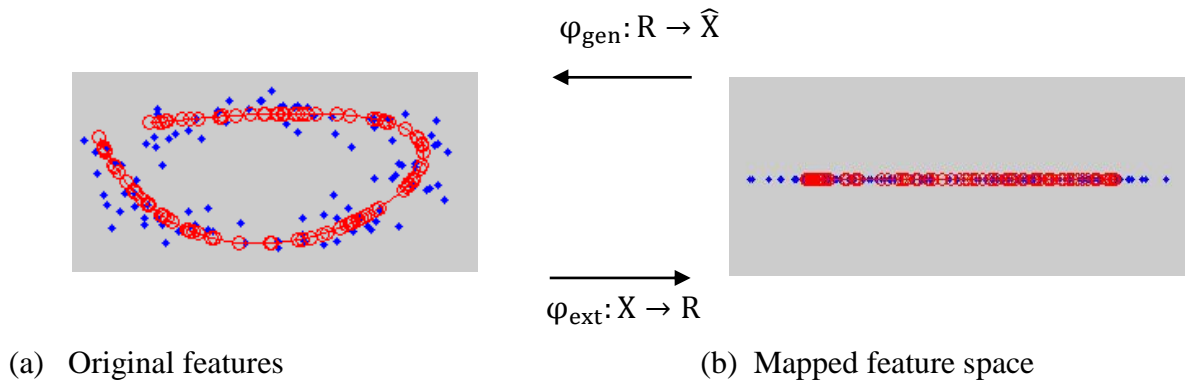 φgen: R → X̂
φext: X → R
(a) Original features
(b) Mapped feature space